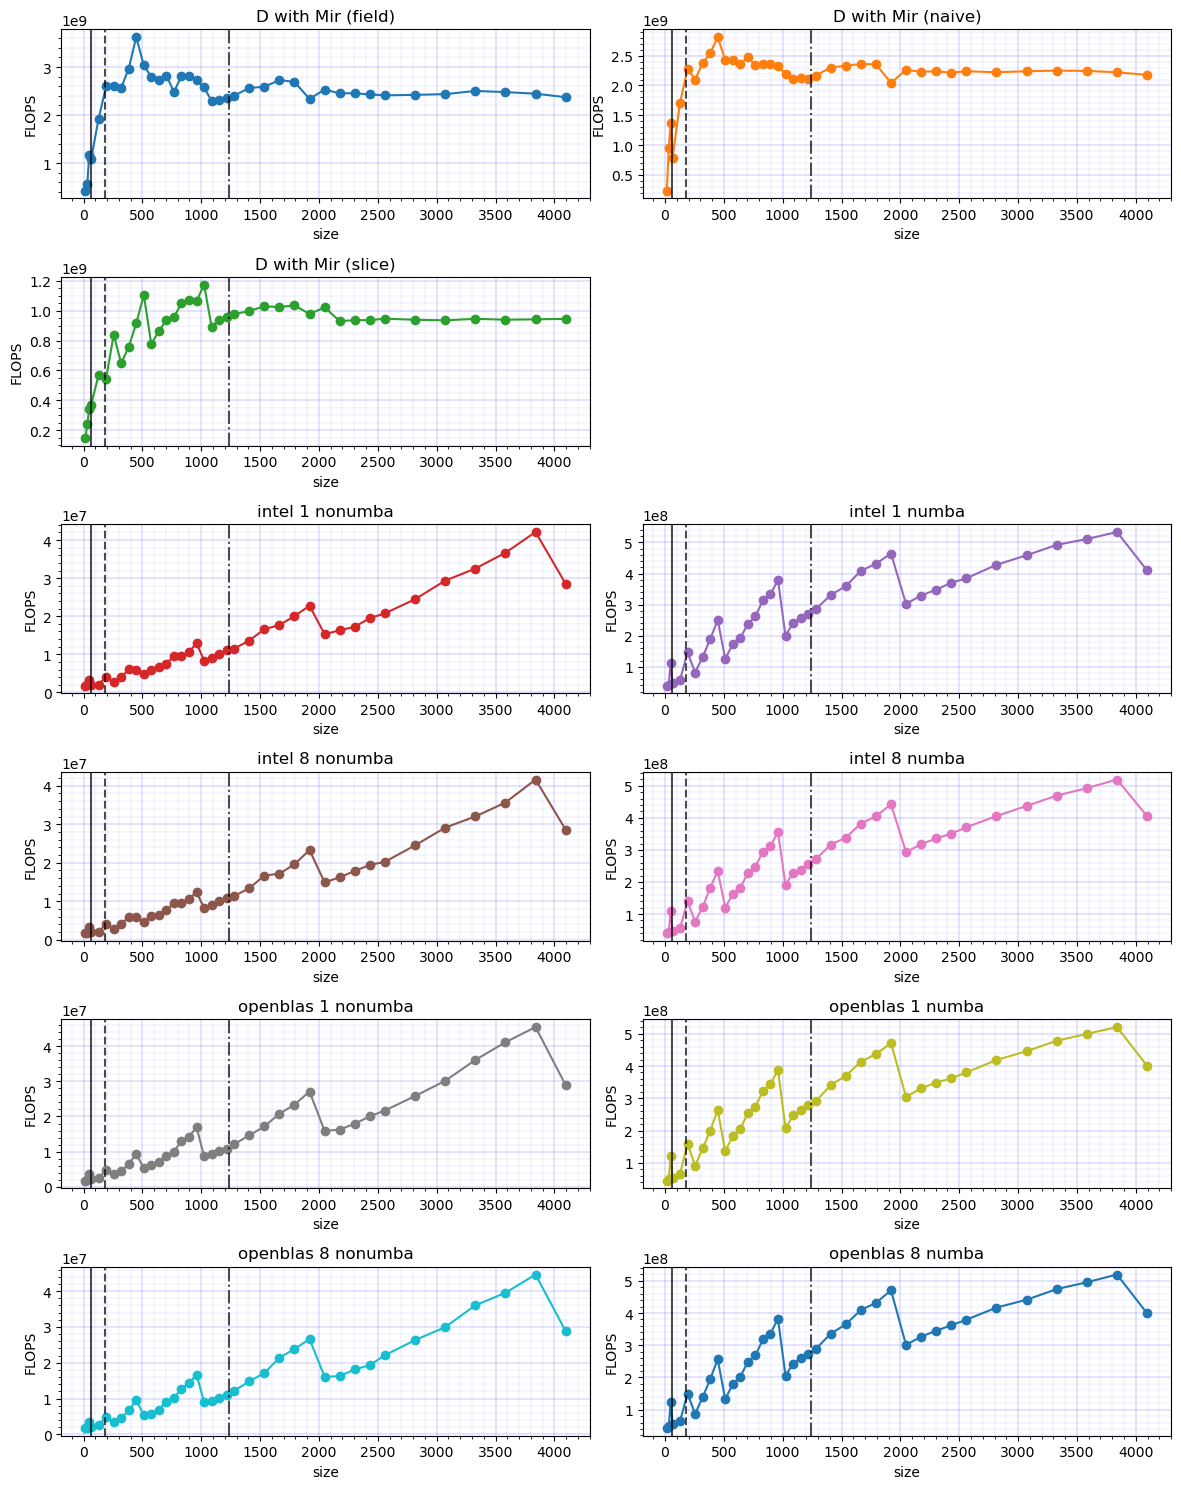 D with Mir (field)
1e9
FLOPS
3
2
1
0 500 1000 1500 2000 2500 3000 3500 4000
size
D with Mir (naive)
1e9
FLOPS
2.5
2.0
1.5
1.0
0.5
0 500 1000 1500 2000 2500 3000 3500 4000
size
D with Mir (slice)
1e9
FLOPS
1.2
1.0
0.8
0.6
0.4
0.2
0 500 1000 1500 2000 2500 3000 3500 4000
size
intel 1 nonumba
1e7
FLOPS
4
3
2
1
0
0 500 1000 1500 2000 2500 3000 3500 4000
size
intel 1 numba
1e8
FLOPS
5
4
3
2
1
0 500 1000 1500 2000 2500 3000 3500 4000
size
intel 8 nonumba
1e7
FLOPS
4
3
2
1
0
0 500 1000 1500 2000 2500 3000 3500 4000
size
intel 8 numba
1e8
FLOPS
5
4
3
2
1
0 500 1000 1500 2000 2500 3000 3500 4000
size
openblas 1 nonumba
1e7
FLOPS
4
3
2
1
0
0 500 1000 1500 2000 2500 3000 3500 4000
size
openblas 1 numba
1e8
FLOPS
5
4
3
2
1
0 500 1000 1500 2000 2500 3000 3500 4000
size
openblas 8 nonumba
1e7
FLOPS
4
3
2
1
0
0 500 1000 1500 2000 2500 3000 3500 4000
size
openblas 8 numba
1e8
FLOPS
5
4
3
2
1
0 500 1000 1500 2000 2500 3000 3500 4000
size